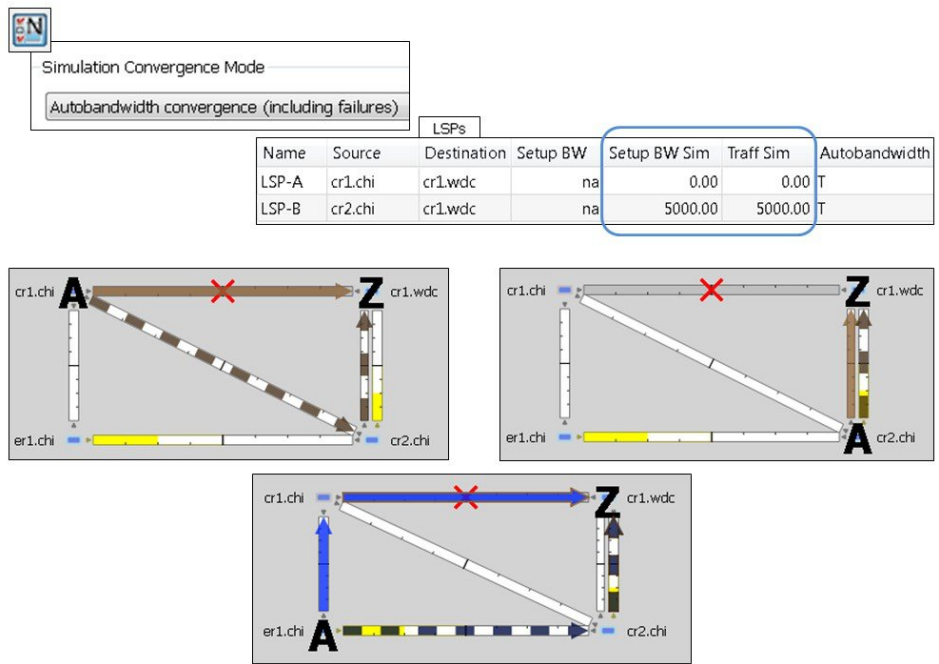 N
Simulation Convergence Mode
Autobandwidth convergence (including failures)
LSPs
Name Source Destination Setup BW Setup BW Sim Traff Sim Autobandwidth
LSP-A cr1.chi cr1.wdc na 0.00 0.00 T
LSP-B cr2.chi cr1.wdc na 5000.00 5000.00 T
cr1.chi A Z cr1.wdc
er1.chi cr2.chi
cr1.chi Z cr1.wdc
er1.chi A cr2.chi
cr1.chi Z cr1.wdc
er1.chi A cr2.chi